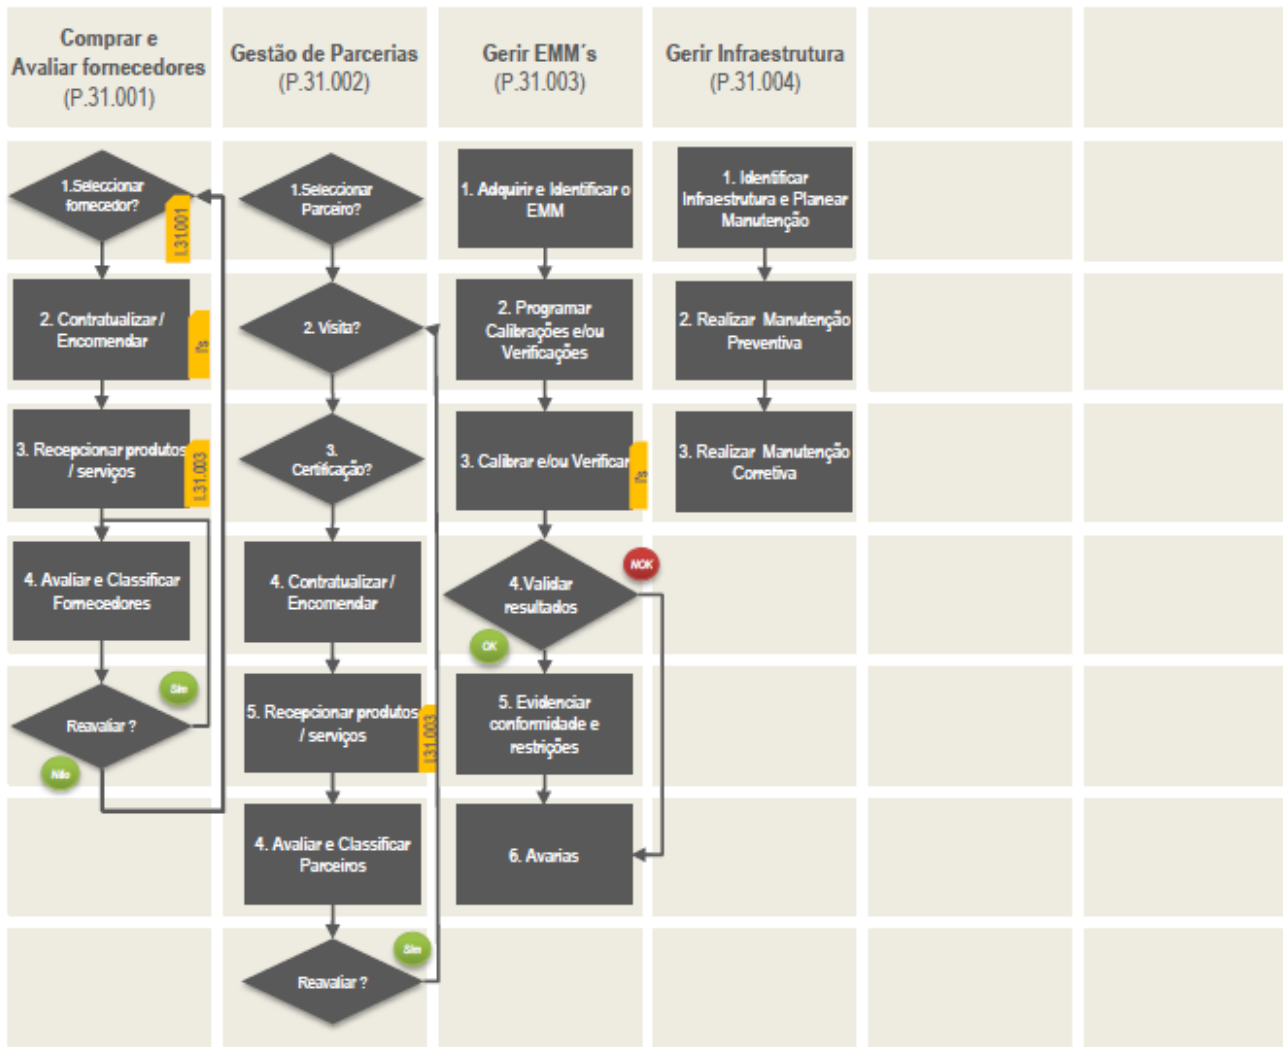 Comprar e
Avaliar fornecedores
(P.31.001)
Gestão de Parcerias
(P.31.002)
Gerir EMM´s
(P.31.003)
Gerir Infraestrutura
(P.31.004)
1.Seleccionar
fornecedor?
I.31.001
2. Contratualizar /
Encomendar
I's
3. Recepcionar produtos
/ serviços
I.31.003
4. Avaliar e Classificar
Fornecedores
Sim
Reavaliar ?
Não
1.Seleccionar
Parceiro?
2. Visita?
3.
Certificação?
4. Contratualizar /
Encomendar
5. Recepcionar produtos
/ serviços
I.31.003
4. Avaliar e Classificar
Parceiros
Sim
Reavaliar ?
1. Adquirir e Identificar o
EMM
2. Programar
Calibrações e/ou
Verificações
3. Calibrar e/ou Verificar
I's
NOK
4.Validar
resultados
OK
5. Evidenciar
conformidade e
restrições
6. Avarias
1. Identificar
Infraestrutura e Planear
Manutenção
2. Realizar Manutenção
Preventiva
3. Realizar Manutenção
Corretiva